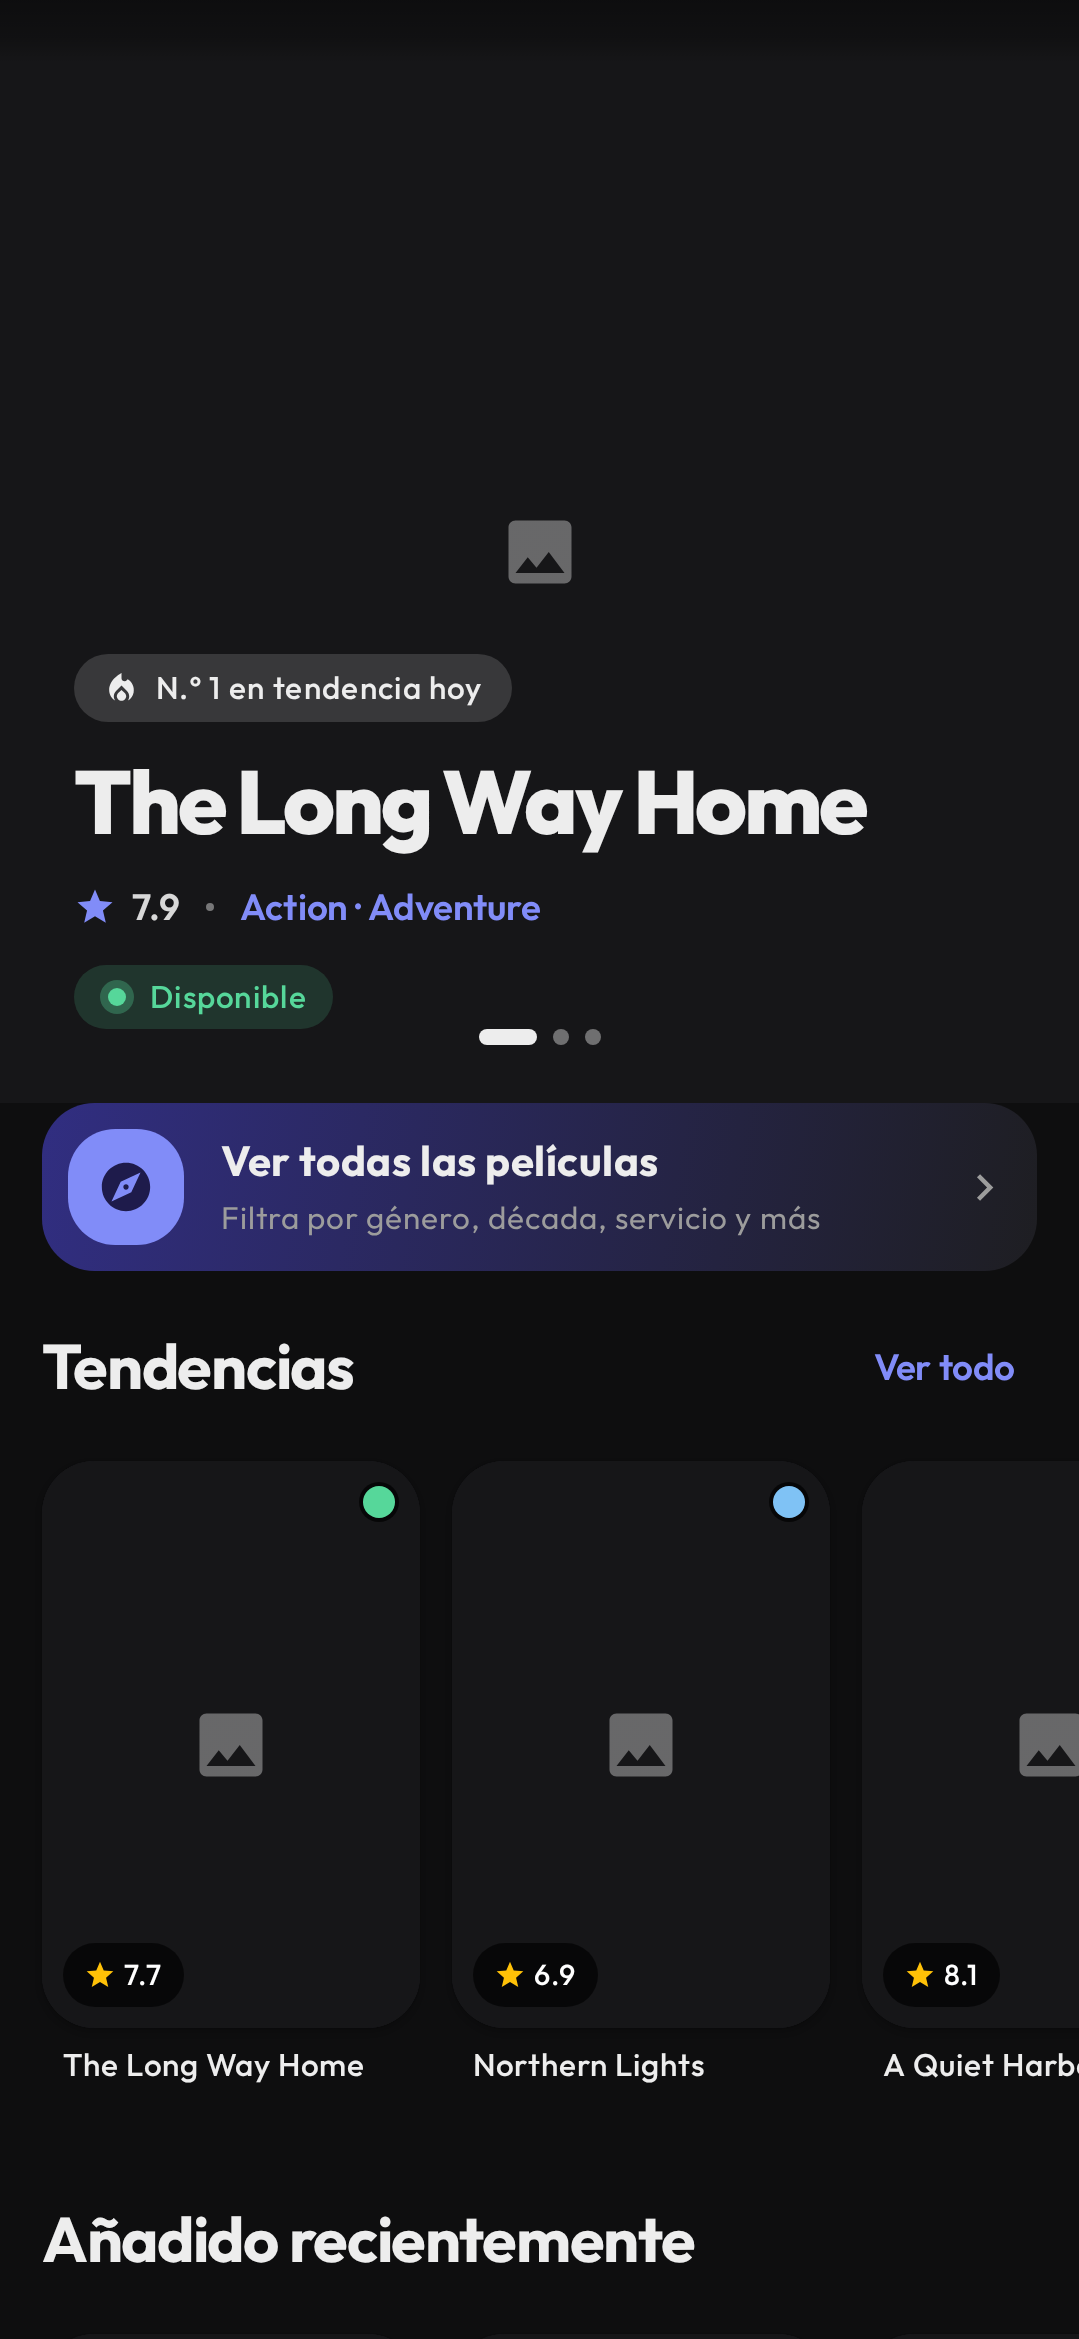 N.º 1 en tendencia hoy
The Long Way Home
7.9 • Action · Adventure
Disponible
Ver todas las películas
Filtra por género, década, servicio y más
Tendencias
Ver todo
7.7
6.9
8.1
The Long Way Home
Northern Lights
A Quiet
Añadido recientemente